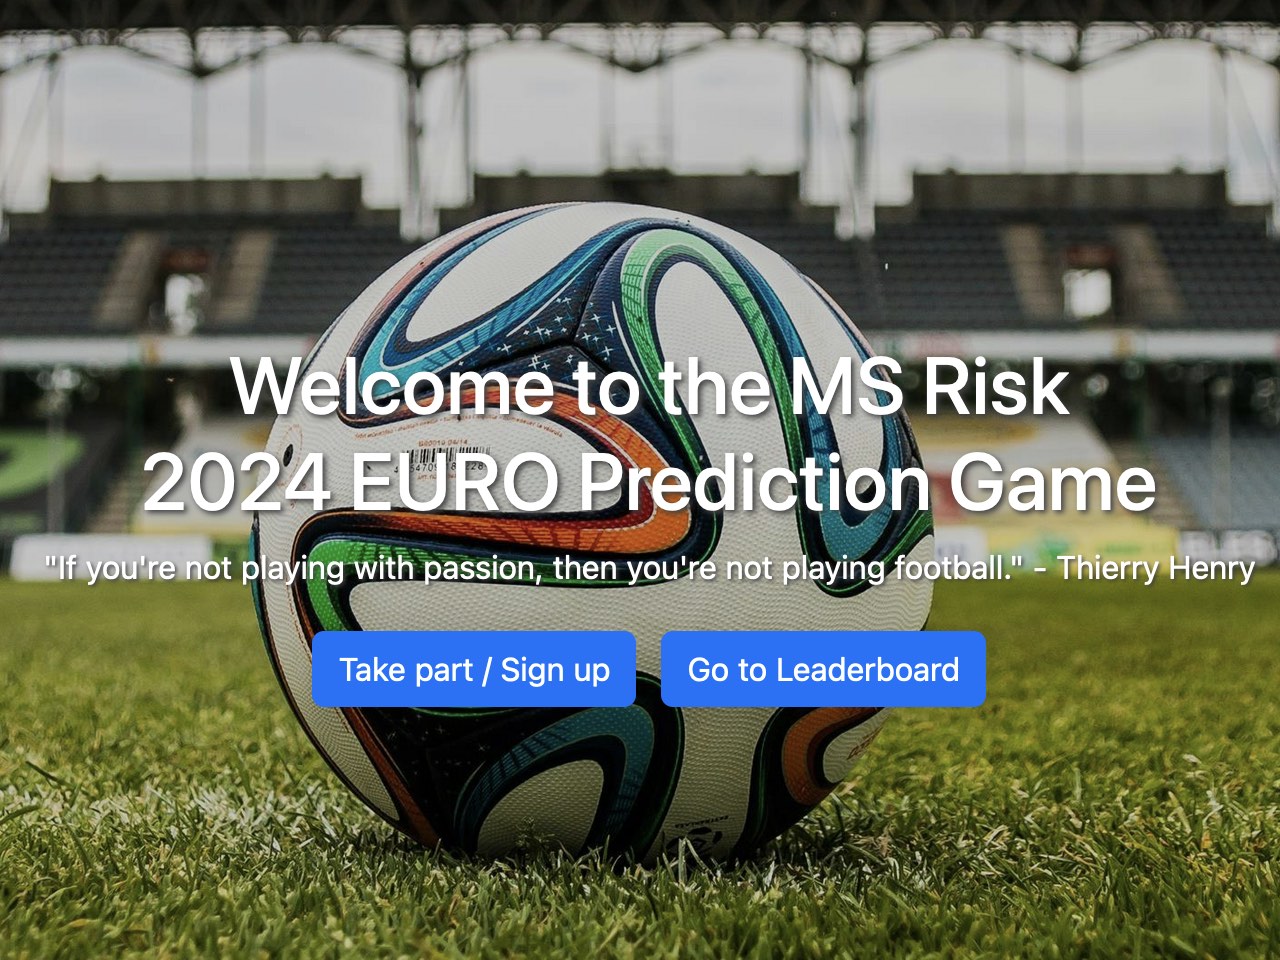 Welcome to the MS Risk
2024 EURO Prediction Game
"If you're not playing with passion, then you're not playing football." - Thierry Henry
Take part / Sign up
Go to Leaderboard